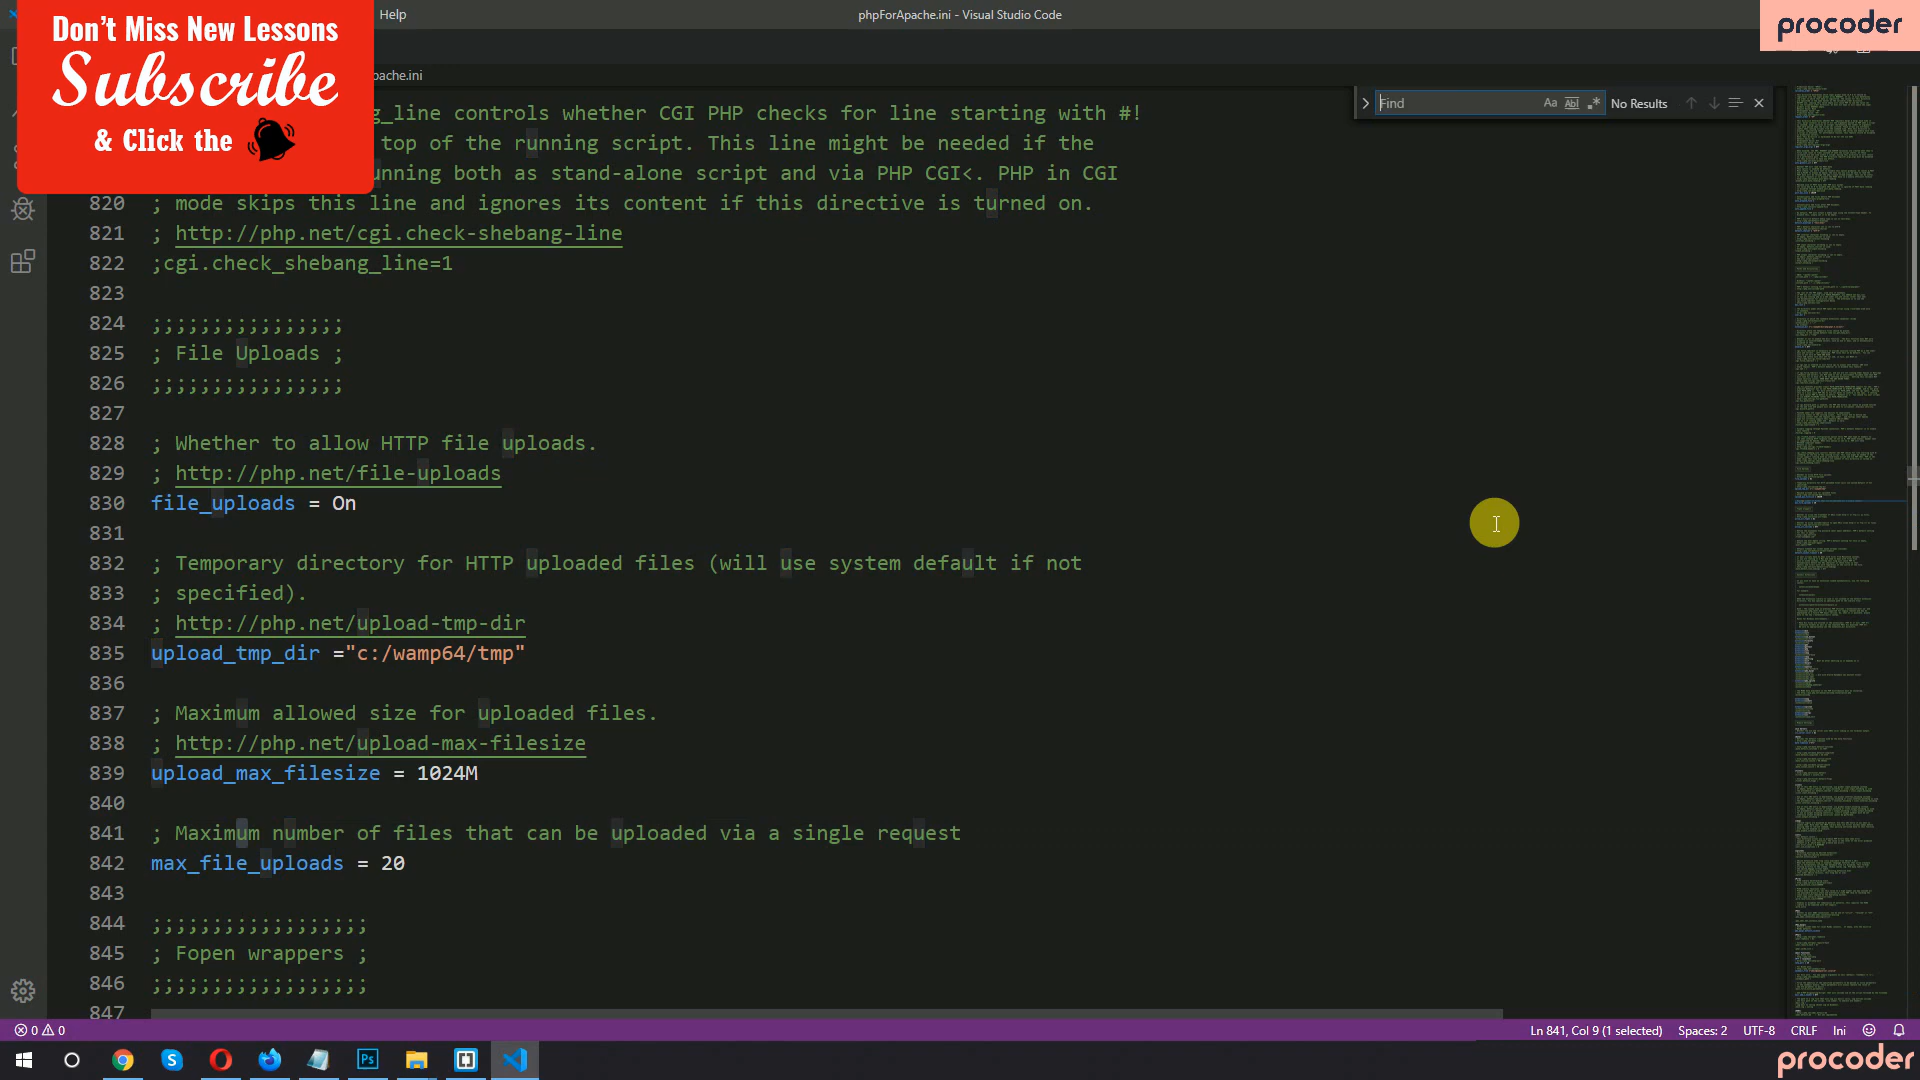 Help
phpForApache.ini - Visual Studio Code
Don't Miss New Lessons
Subscribe
& Click the
procoder
pache.ini
Find
Aa
Abl
No Results
g_line controls whether CGI PHP checks for line starting with #!
top of the running script. This line might be needed if the
unning both as stand-alone script and via PHP CGI<. PHP in CGI
820 ; mode skips this line and ignores its content if this directive is turned on.
821 ; http://php.net/cgi.check-shebang-line
822 ;cgi.check_shebang_line=1
823
824 ;;;;;;;;;;;;;;;;
825 ; File Uploads ;
826 ;;;;;;;;;;;;;;;;
827
828 ; Whether to allow HTTP file uploads.
829 ; http://php.net/file-uploads
830 file_uploads = On
831
832 ; Temporary directory for HTTP uploaded files (will use system default if not
833 ; specified).
834 ; http://php.net/upload-tmp-dir
835 upload_tmp_dir ="c:/wamp64/tmp"
836
837 ; Maximum allowed size for uploaded files.
838 ; http://php.net/upload-max-filesize
839 upload_max_filesize = 1024M
840
841 ; Maximum number of files that can be uploaded via a single request
842 max_file_uploads = 20
843
844 ;;;;;;;;;;;;;;;;;;
845 ; Fopen wrappers ;
846 ;;;;;;;;;;;;;;;;;;
847
0 0
Ln 841, Col 9 (1 selected) Spaces: 2 UTF-8 CRLF Ini
Ps
procoder